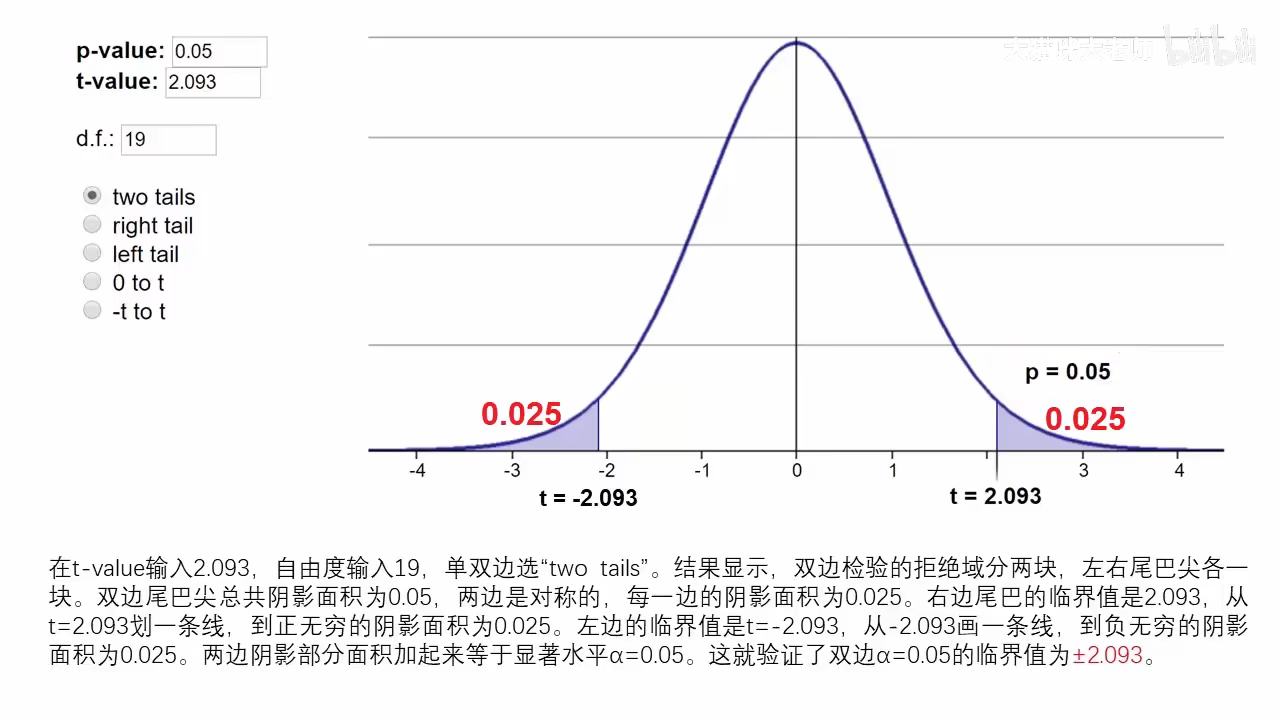 p-value: 0.05
t-value: 2.093
d.f.: 19
two tails
right tail
left tail
0 to t
-t to t
p = 0.05
0.025
0.025
-4 -3 -2 -1 0 1 3 4
t = -2.093
t = 2.093
在t-value输入2.093，自由度输入19，单双边选“two tails”。结果显示，双边检验的拒绝域分两块，左右尾巴尖各一
块。双边尾巴尖总共阴影面积为0.05，两边是对称的，每一边的阴影面积为0.025。右边尾巴的临界值是2.093，从
t=2.093划一条线，到正无穷的阴影面积为0.025。左边的临界值是t=-2.093，从-2.093画一条线，到负无穷的阴影
面积为0.025。两边阴影部分面积加起来等于显著水平α=0.05。这就验证了双边α=0.05的临界值为±2.093。